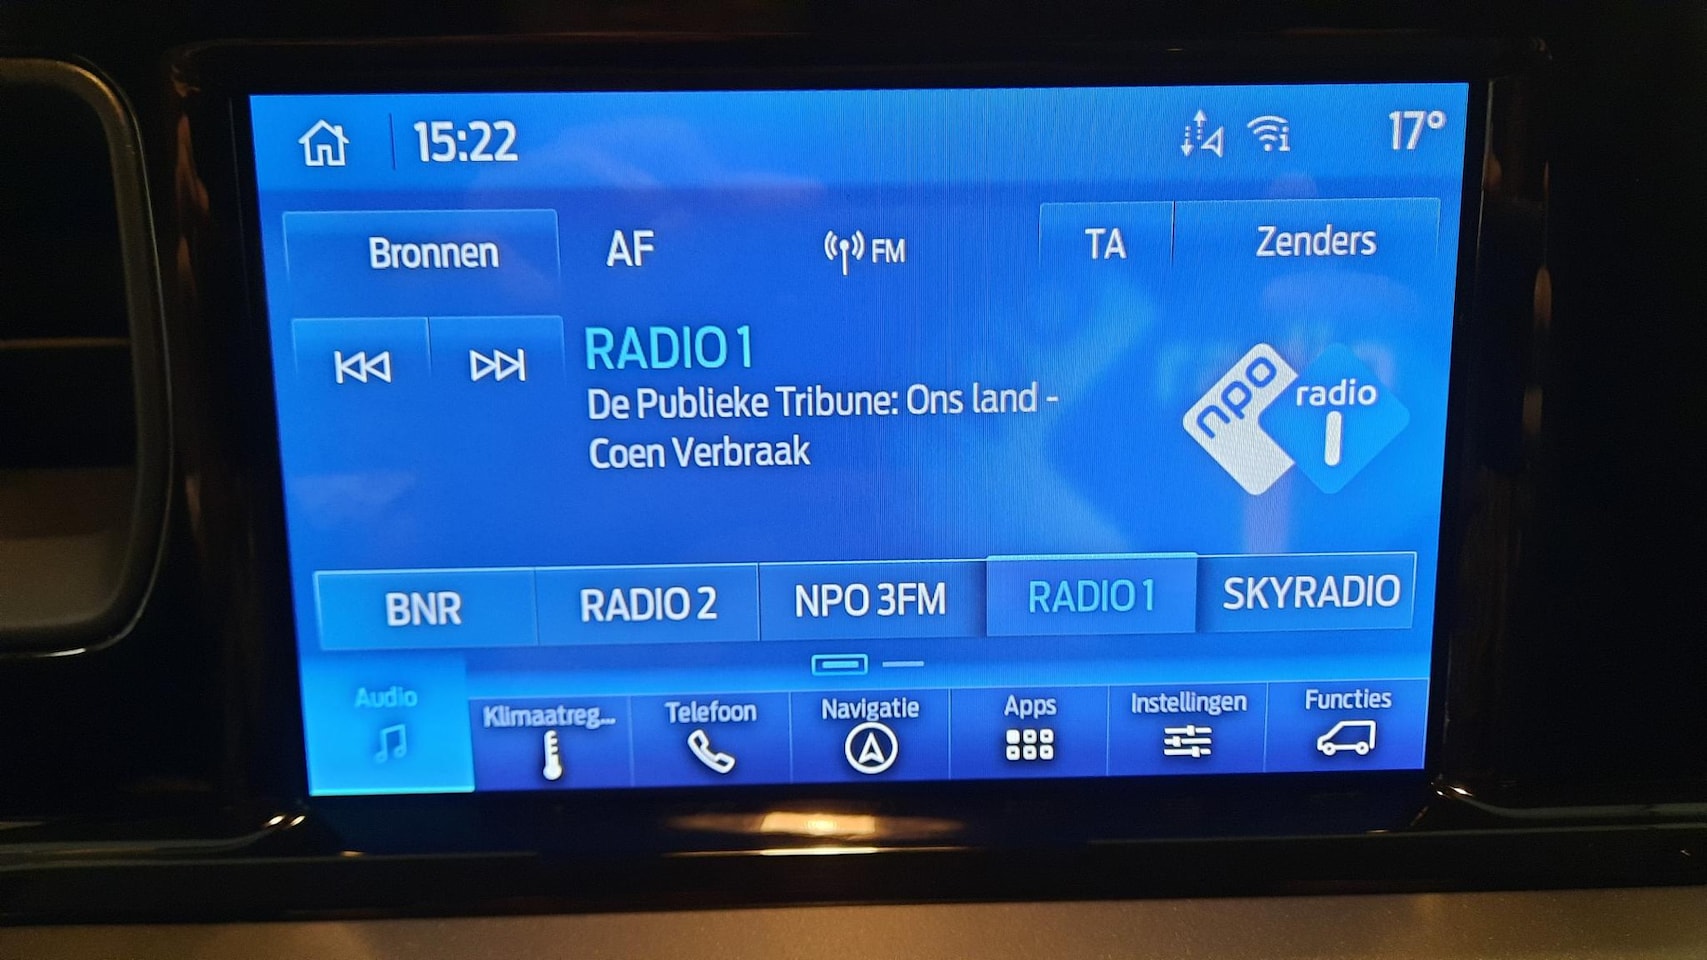 15:22
17°
Bronnen
AF
FM
TA
Zenders
RADIO 1
De Publieke Tribune: Ons land -
Coen Verbraak
npo
radio
1
BNR
RADIO 2
NPO 3FM
RADIO 1
SKYRADIO
Audio
Klimaatreg...
Telefoon
Navigatie
Apps
Instellingen
Functies